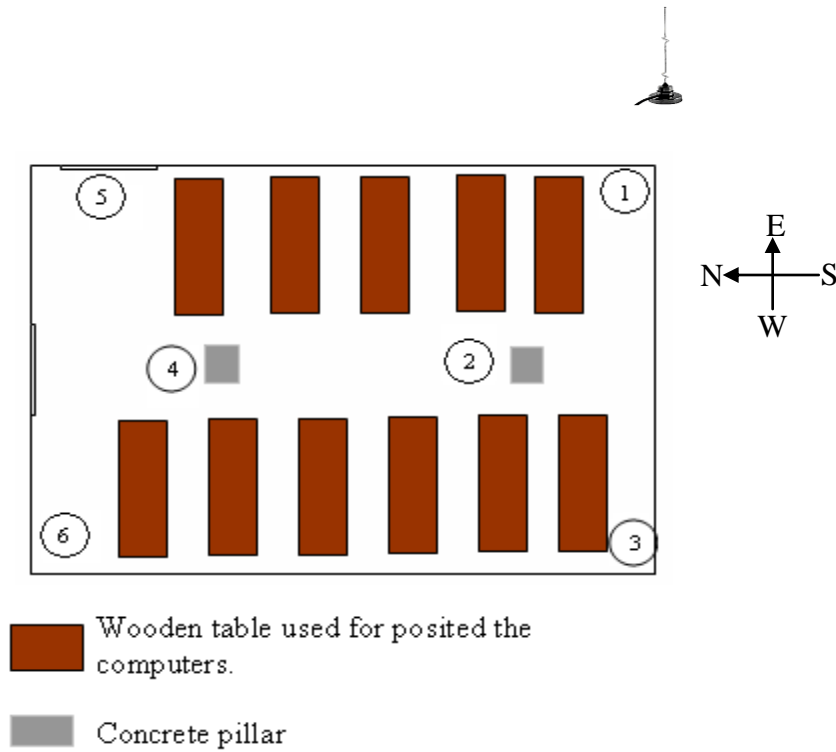 5
1
E
N
S
W
4
2
6
3
Wooden table used for posited the
computers.
Concrete pillar